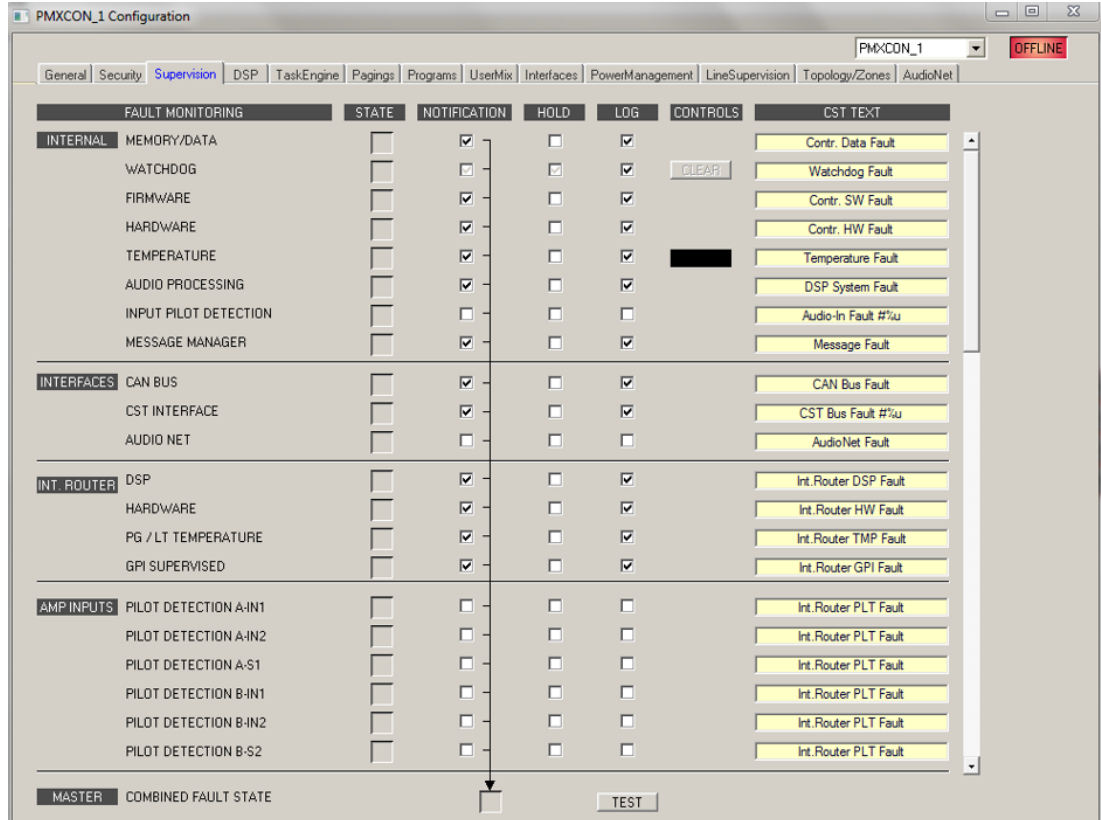 PMXCON_1 Configuration
PMXCON_1 OFFLINE
General Security Supervision DSP TaskEngine Pagings Programs UserMix Interfaces PowerManagement LineSupervision Topology/Zones AudioNet
FAULT MONITORING STATE NOTIFICATION HOLD LOG CONTROLS CST TEXT
INTERNAL MEMORY/DATA Contr. Data Fault
WATCHDOG CLEAR Watchdog Fault
FIRMWARE Contr. SW Fault
HARDWARE Contr. HW Fault
TEMPERATURE Temperature Fault
AUDIO PROCESSING DSP System Fault
INPUT PILOT DETECTION Audio-In Fault #%u
MESSAGE MANAGER Message Fault
INTERFACES CAN BUS CAN Bus Fault
CST INTERFACE CST Bus Fault #%u
AUDIO NET AudioNet Fault
INT. ROUTER DSP Int.Router DSP Fault
HARDWARE Int.Router HW Fault
PG / LT TEMPERATURE Int.Router TMP Fault
GPI SUPERVISED Int.Router GPI Fault
AMP INPUTS PILOT DETECTION A-IN1 Int.Router PLT Fault
PILOT DETECTION A-IN2 Int.Router PLT Fault
PILOT DETECTION A-S1 Int.Router PLT Fault
PILOT DETECTION B-IN1 Int.Router PLT Fault
PILOT DETECTION B-IN2 Int.Router PLT Fault
PILOT DETECTION B-S2 Int.Router PLT Fault
MASTER COMBINED FAULT STATE TEST